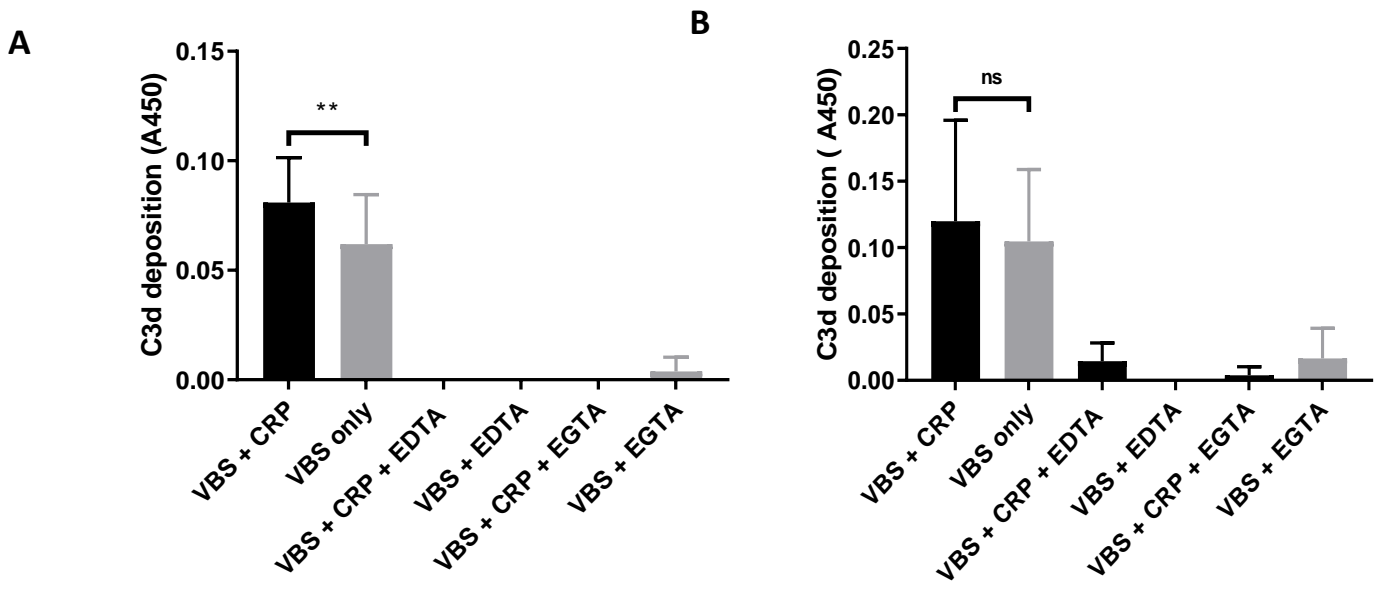 A
C3d deposition (A450)
0.15
0.10
0.05
0.00
**
VBS + CRP
VBS only
VBS + CRP + EDTA
VBS + EDTA
VBS + CRP + EGTA
VBS + EGTA
B
C3d deposition ( A450)
0.25
0.20
0.15
0.10
0.05
0.00
ns
VBS + CRP
VBS only
VBS + CRP + EDTA
VBS + EDTA
VBS + CRP + EGTA
VBS + EGTA